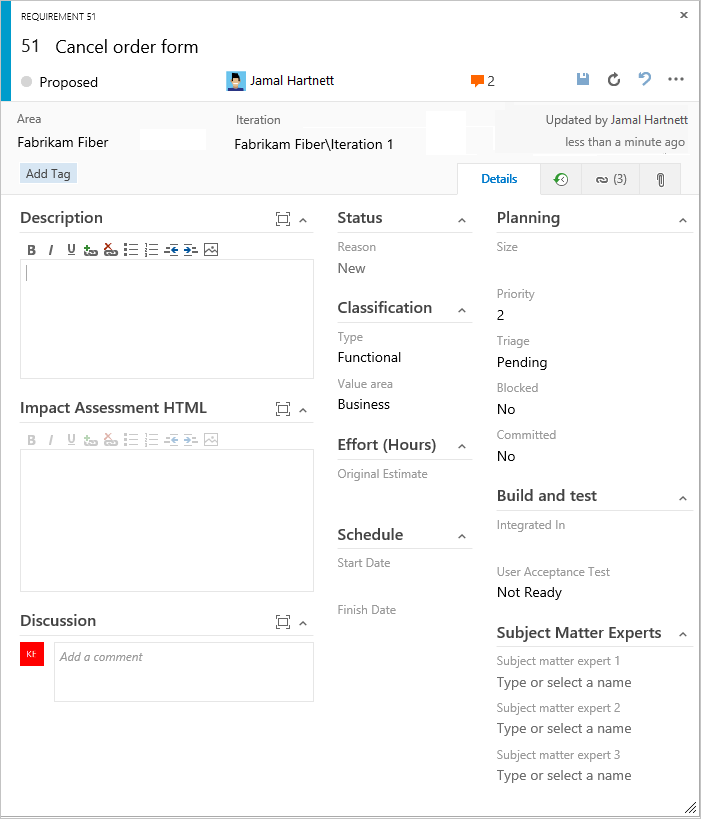 REQUIREMENT 51
51 Cancel order form
Proposed
Jamal Hartnett
2
Area
Fabrikam Fiber
Iteration
Fabrikam Fiber\Iteration 1
Updated by Jamal Hartnett
less than a minute ago
Add Tag
Details
(3)
Description
B I U
Impact Assessment HTML
B I U
Discussion
KF
Add a comment
Status
Reason
New
Classification
Type
Functional
Value area
Business
Effort (Hours)
Original Estimate
Schedule
Start Date
Finish Date
Planning
Size
Priority
2
Triage
Pending
Blocked
No
Committed
No
Build and test
Integrated In
User Acceptance Test
Not Ready
Subject Matter Experts
Subject matter expert 1
Type or select a name
Subject matter expert 2
Type or select a name
Subject matter expert 3
Type or select a name